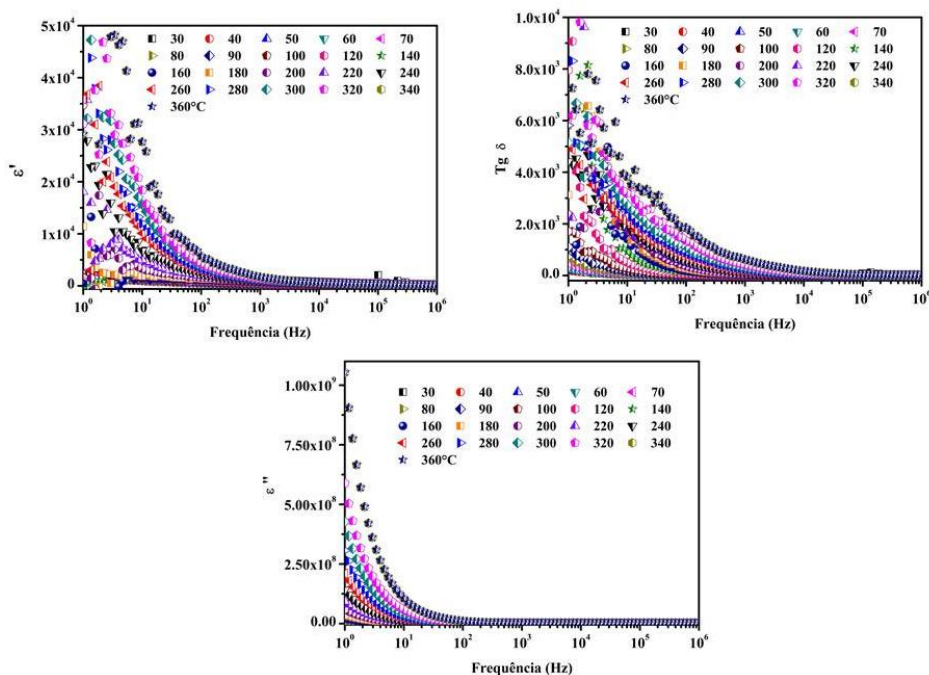 5x10⁴
4x10⁴
3x10⁴
2x10⁴
1x10⁴
0
ε'
30 40 50 60 70
80 90 100 120 140
160 180 200 220 240
260 280 300 320 340
360°C
10⁰ 10¹ 10² 10³ 10⁴ 10⁵ 10⁶
Frequência (Hz)
1.0x10⁴
8.0x10³
6.0x10³
4.0x10³
2.0x10³
0.0
Tg δ
30 40 50 60 70
80 90 100 120 140
160 180 200 220 240
260 280 300 320 340
360°C
10⁰ 10¹ 10² 10³ 10⁴ 10⁵ 10⁶
Frequência (Hz)
1.00x10⁹
7.50x10⁸
5.00x10⁸
2.50x10⁸
0.00
ε"
30 40 50 60 70
80 90 100 120 140
160 180 200 220 240
260 280 300 320 340
360°C
10⁰ 10¹ 10² 10³ 10⁴ 10⁵ 10⁶
Frequência (Hz)